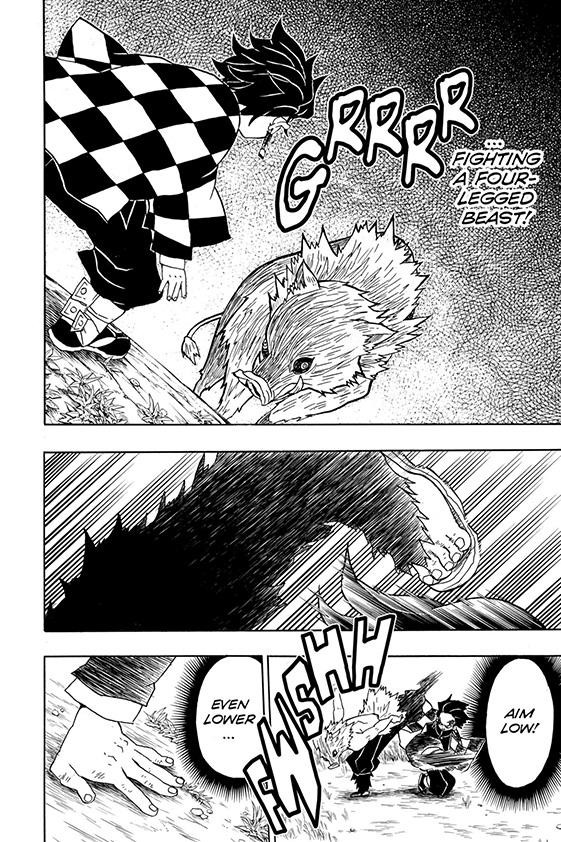 GRRRR
...
FIGHTING
A FOUR-
LEGGED
BEAST!
FWSHH
AIM
LOW!
EVEN
LOWER
...